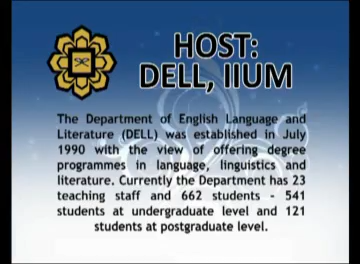 HOST:
DELL, IIUM
The Department of English Language and
Literature (DELL) was established in July
1990 with the view of offering degree
programmes in language, linguistics and
literature. Currently the Department has 23
teaching staff and 662 students - 541
students at undergraduate level and 121
students at postgraduate level.